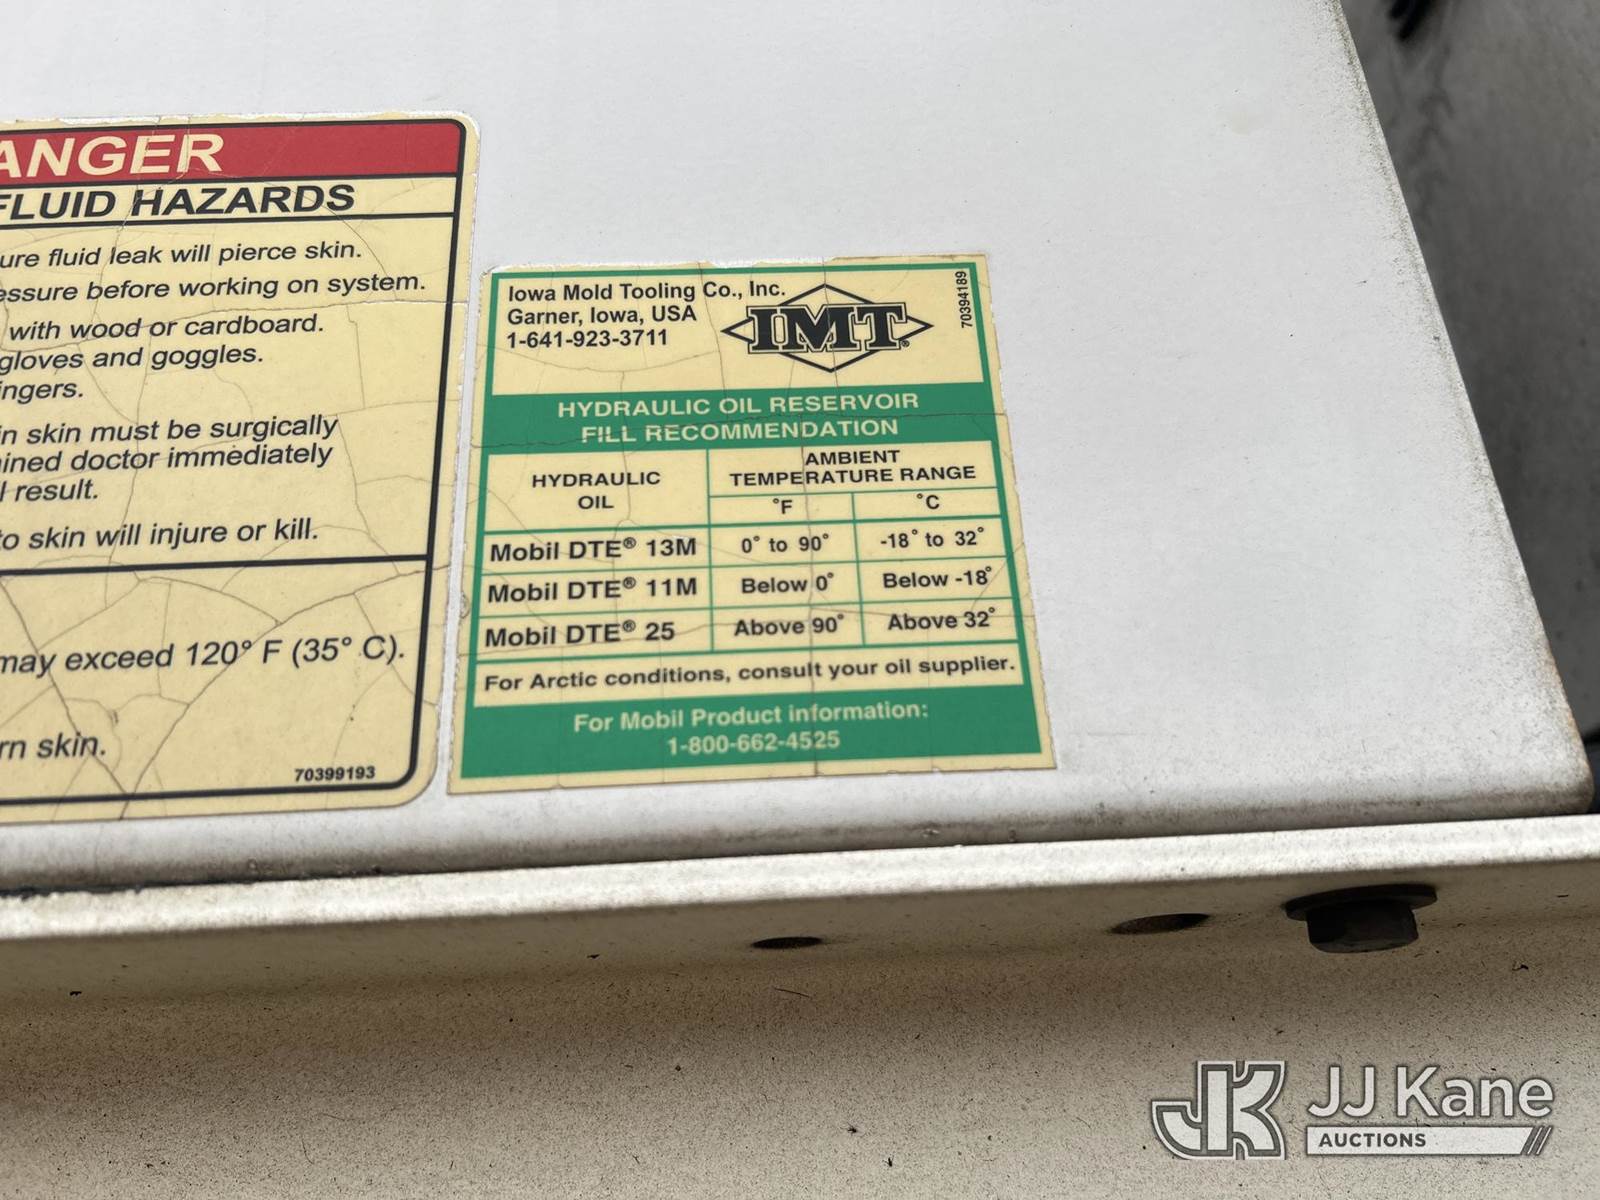 ANGER
FLUID HAZARDS
ure fluid leak will pierce skin.
essure before working on system.
with wood or cardboard.
gloves and goggles.
ingers.
in skin must be surgically
ined doctor immediately
l result.
to skin will injure or kill.
may exceed 120° F (35° C).
rn skin.
70399193
Iowa Mold Tooling Co., Inc.
Garner, Iowa, USA
1-641-923-3711
IMT®
70394189
HYDRAULIC OIL RESERVOIR
FILL RECOMMENDATION
HYDRAULIC
OIL
AMBIENT
TEMPERATURE RANGE
°F °C
Mobil DTE® 13M 0° to 90° -18° to 32°
Mobil DTE® 11M Below 0° Below -18°
Mobil DTE® 25 Above 90° Above 32°
For Arctic conditions, consult your oil supplier.
For Mobil Product information:
1-800-662-4525
JK JJ Kane
AUCTIONS